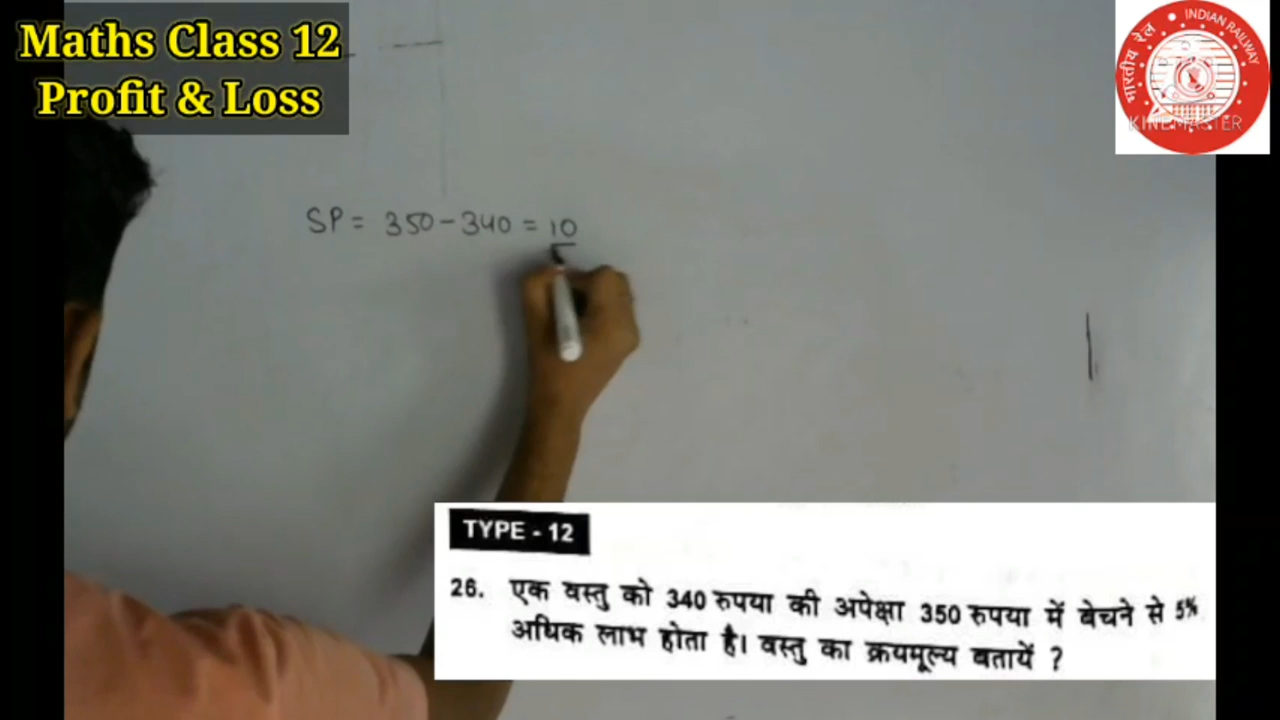 Maths Class 12
Profit & Loss
भारतीय रेल
INDIAN RAILWAY
KINEMASTER
SP = 350 - 340 = 10
TYPE - 12
26. एक वस्तु को 340 रुपया की अपेक्षा 350 रुपया में बेचने से 5%
अधिक लाभ होता है। वस्तु का क्रयमूल्य बतायें ?